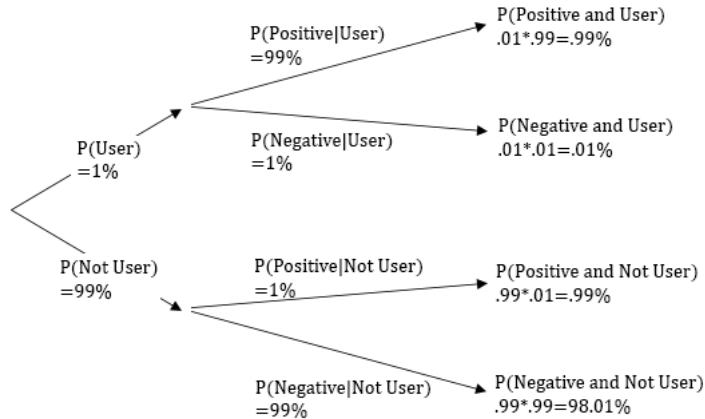 P(Positive and User)
.01*.99=.99%
P(Positive|User)
=99%
P(Negative and User)
.01*.01=.01%
P(Negative|User)
=1%
P(User)
=1%
P(Not User)
=99%
P(Positive|Not User)
=1%
P(Positive and Not User)
.99*.01=.99%
P(Negative|Not User)
=99%
P(Negative and Not User)
.99*.99=98.01%